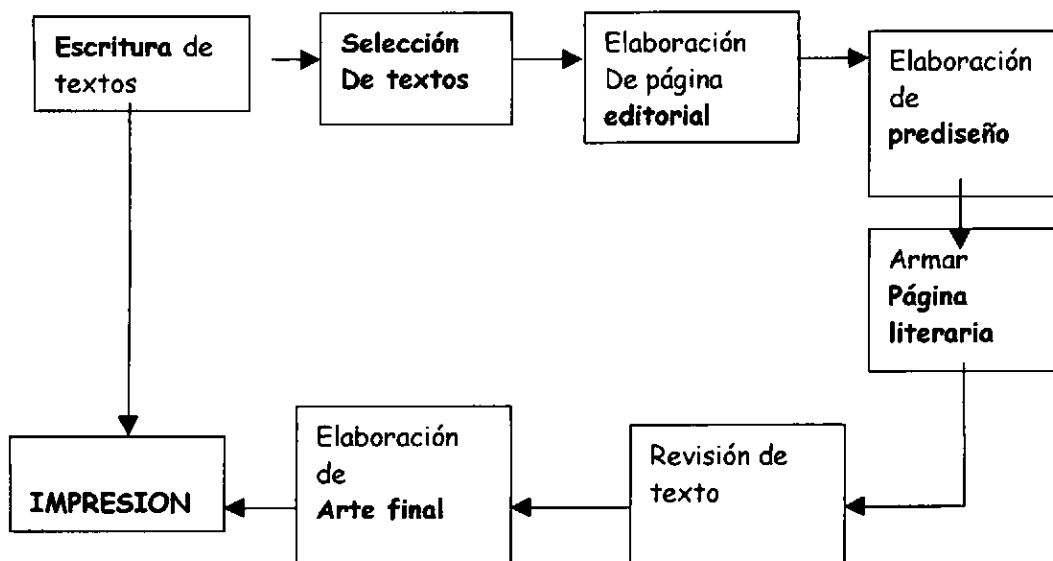 Escritura de
textos
Selección
De textos
Elaboración
De página
editorial
Elaboración
de
prediseño
Armar
Página
literaria
Revisión de
texto
Elaboración
de
Arte final
IMPRESION